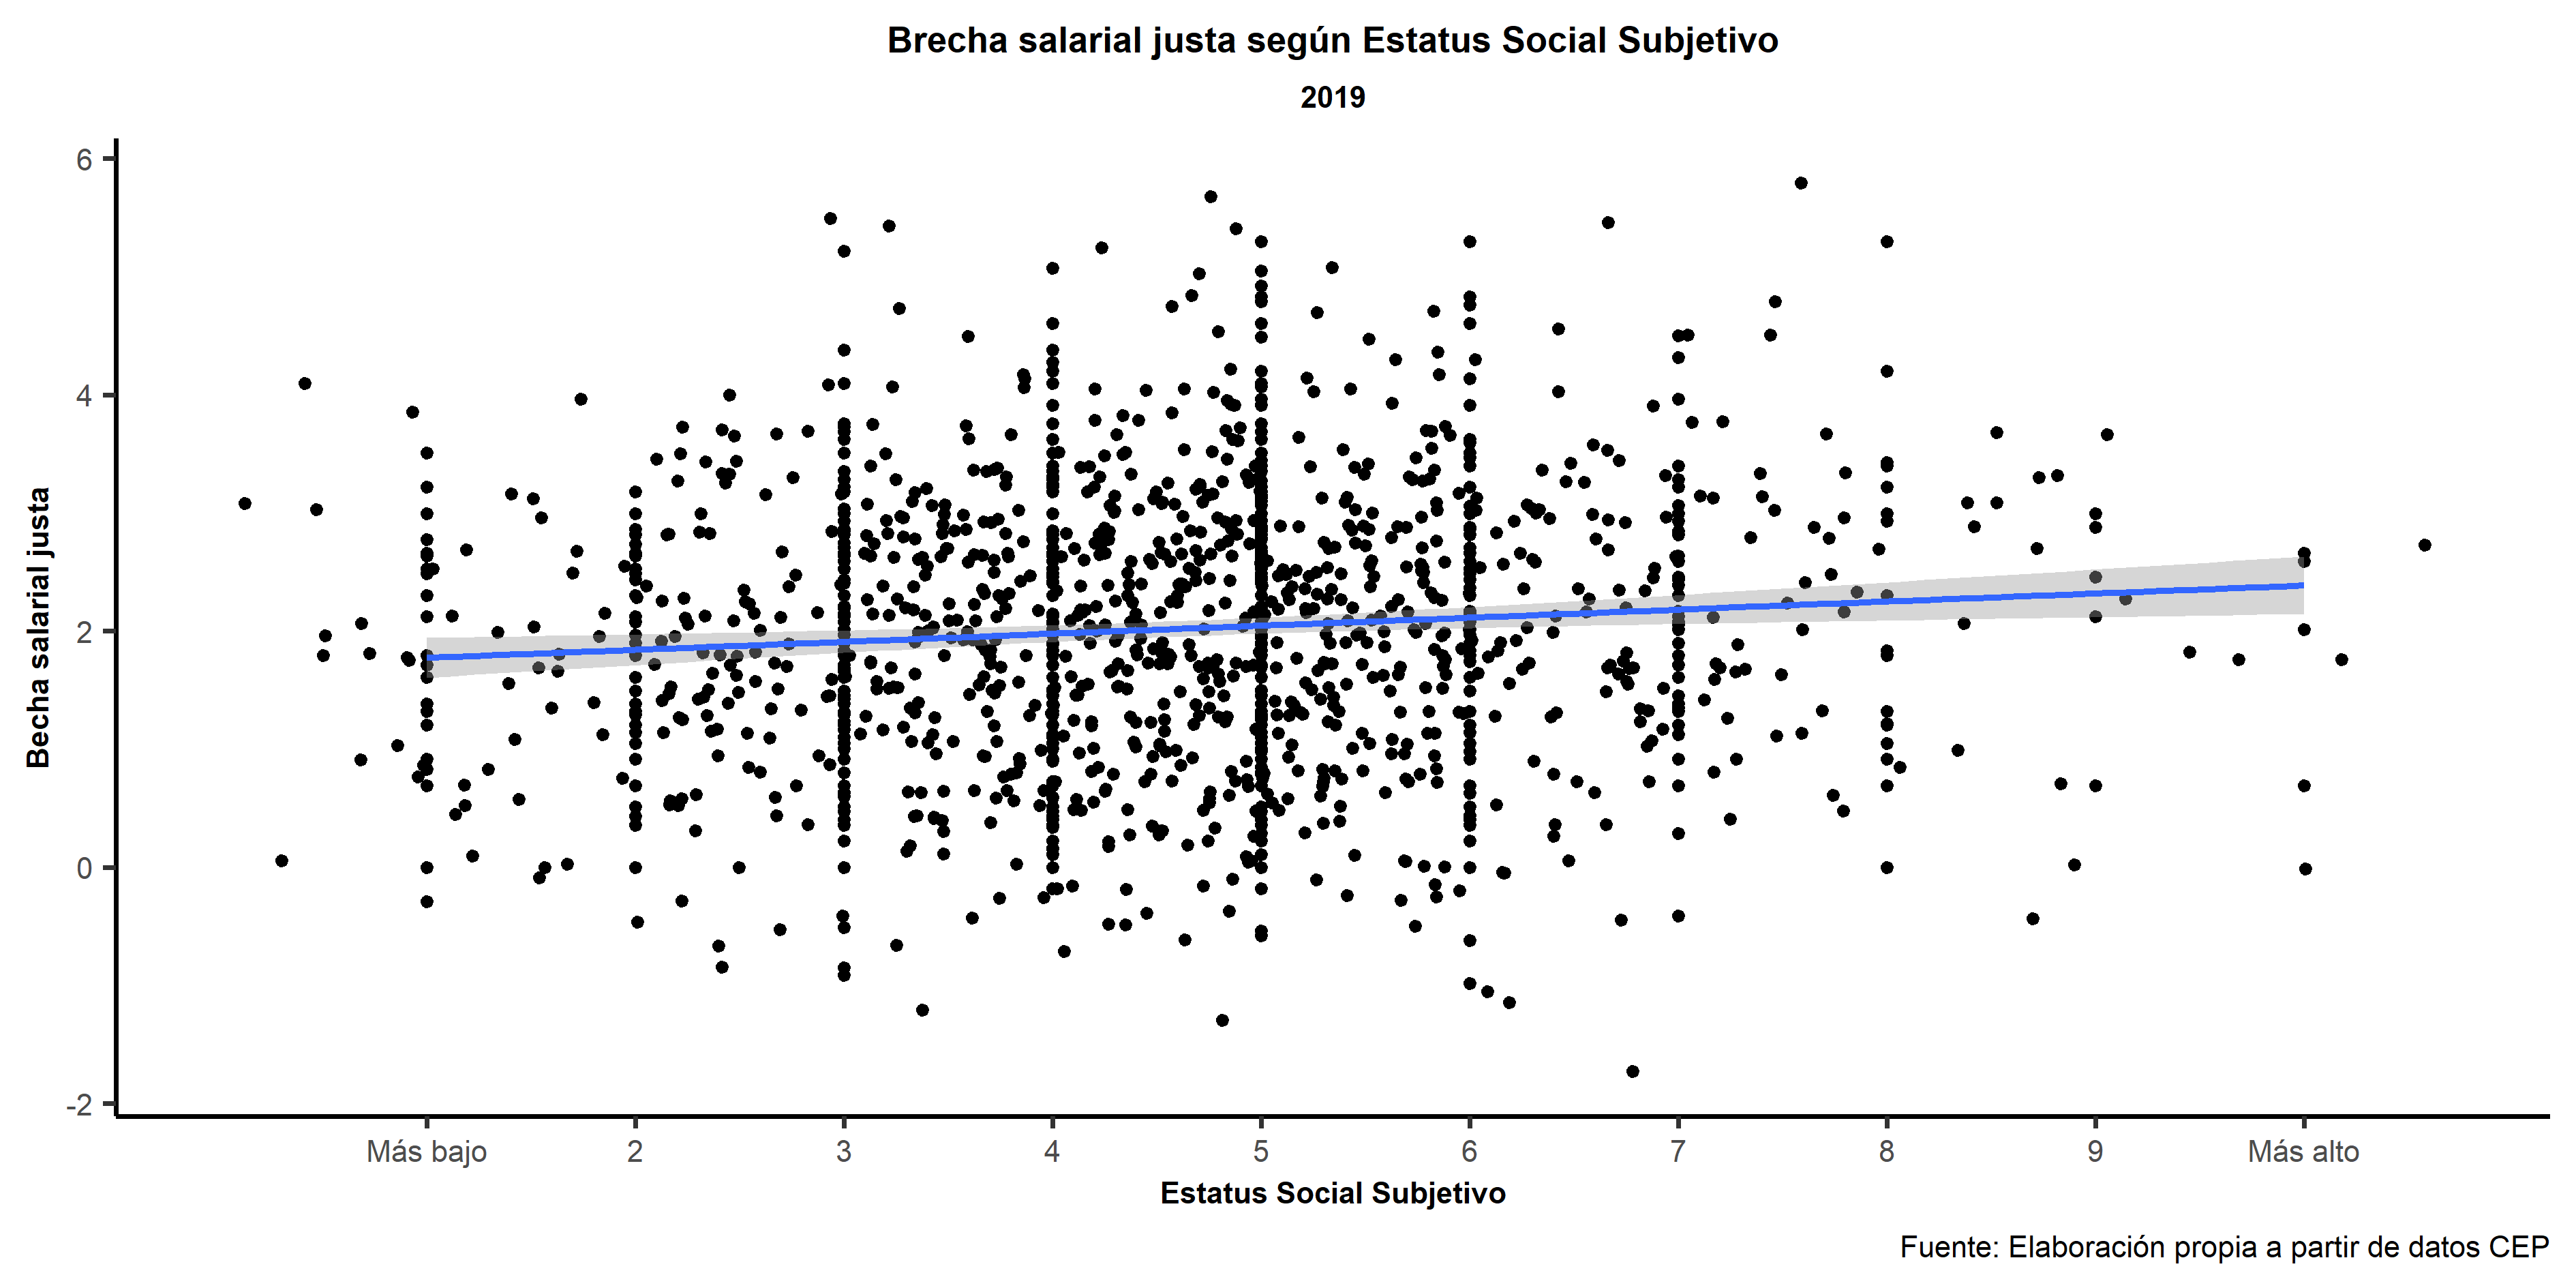 Brecha salarial justa según Estatus Social Subjetivo
2019
Becha salarial justa
6
4
2
0
-2
Más bajo 2 3 4 5 6 7 8 9 Más alto
Estatus Social Subjetivo
Fuente: Elaboración propia a partir de datos CEP